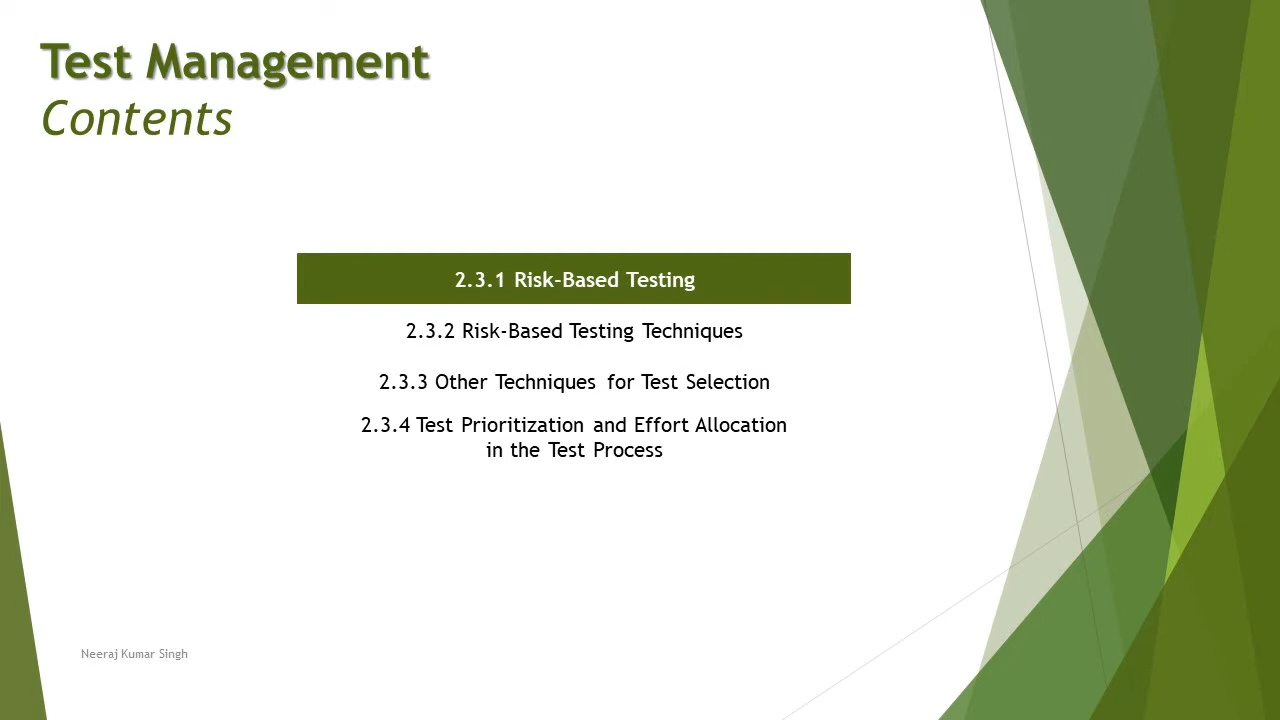 Test Management
Contents
2.3.1 Risk-Based Testing
2.3.2 Risk-Based Testing Techniques
2.3.3 Other Techniques for Test Selection
2.3.4 Test Prioritization and Effort Allocation
in the Test Process
Neeraj Kumar Singh